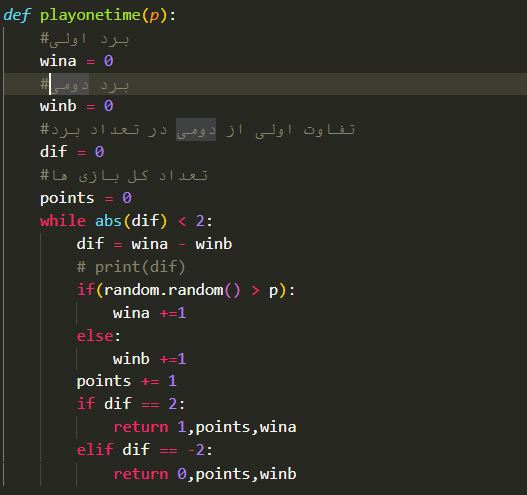 def playonetime(p):
    #برد اولی
    wina = 0
    #برد دومی
    winb = 0
    #تفاوت اولی از دومی در تعداد برد
    dif = 0
    #تعداد کل بازی ها
    points = 0
    while abs(dif) < 2:
        dif = wina - winb
        # print(dif)
        if(random.random() > p):
            wina +=1
        else:
            winb +=1
        points += 1
        if dif == 2:
            return 1,points,wina
        elif dif == -2:
            return 0,points,winb